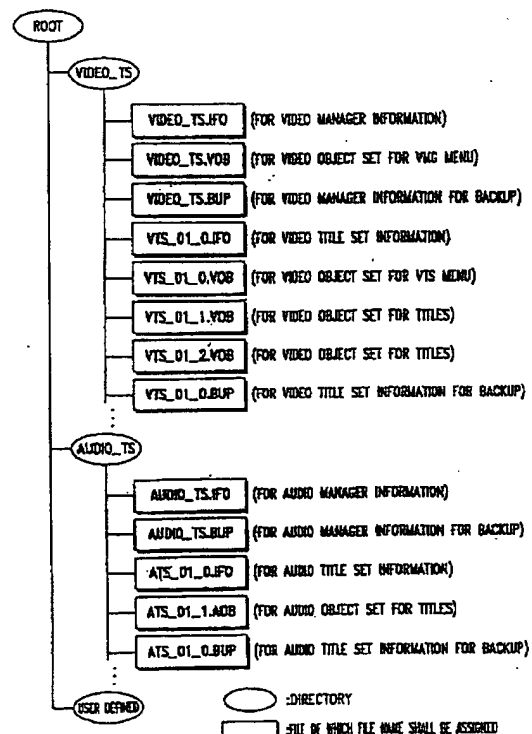 ROOT
VIDEO_TS
VIDEO_TS.IFO (FOR VIDEO MANAGER INFORMATION)
VIDEO_TS.VOB (FOR VIDEO OBJECT SET FOR VMG MENU)
VIDEO_TS.BUP (FOR VIDEO MANAGER INFORMATION FOR BACKUP)
VTS_01_0.IFO (FOR VIDEO TITLE SET INFORMATION)
VTS_01_0.VOB (FOR VIDEO OBJECT SET FOR VTS MENU)
VTS_01_1.VOB (FOR VIDEO OBJECT SET FOR TITLES)
VTS_01_2.VOB (FOR VIDEO OBJECT SET FOR TITLES)
VTS_01_0.BUP (FOR VIDEO TITLE SET INFORMATION FOR BACKUP)
AUDIO_TS
AUDIO_TS.IFO (FOR AUDIO MANAGER INFORMATION)
AUDIO_TS.BUP (FOR AUDIO MANAGER INFORMATION FOR BACKUP)
ATS_01_0.IFO (FOR AUDIO TITLE SET INFORMATION)
ATS_01_1.AOB (FOR AUDIO OBJECT SET FOR TITLES)
ATS_01_0.BUP (FOR AUDIO TITLE SET INFORMATION FOR BACKUP)
USER DEFINED
:DIRECTORY
:FILE OF WHICH FILE NAME SHALL BE ASSIGNED